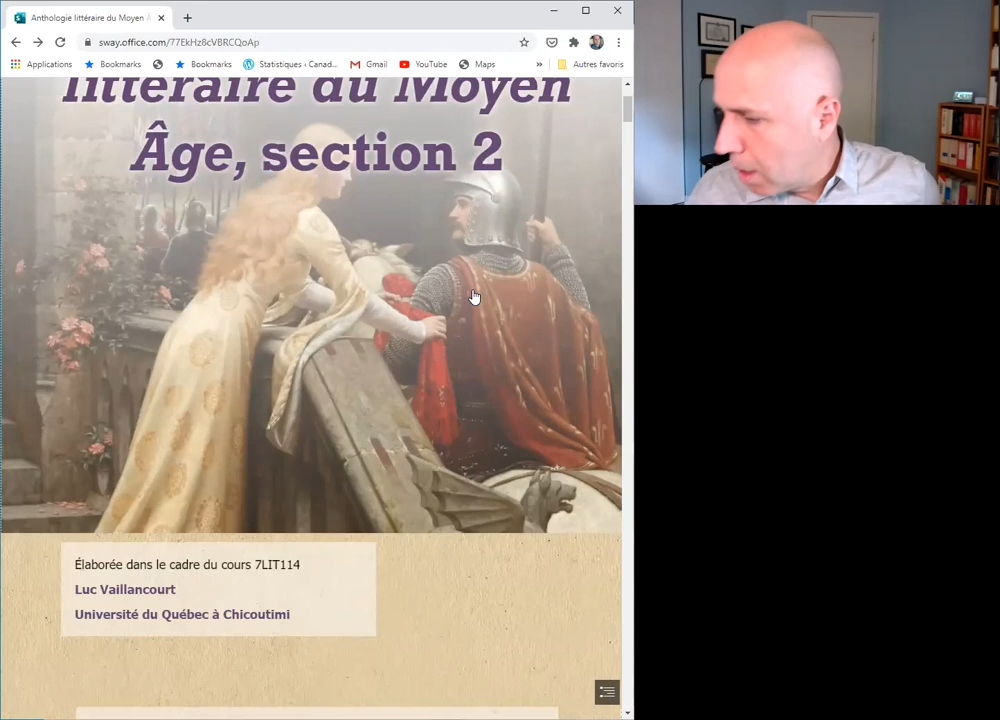 Anthologie littéraire du Moyen Â
sway.office.com/77EkHz8cVBRCQoAp
Applications Bookmarks Bookmarks Statistiques ‹ Canad... Gmail YouTube Maps » Autres favoris
littéraire du Moyen
Âge, section 2
Élaborée dans le cadre du cours 7LIT114
Luc Vaillancourt
Université du Québec à Chicoutimi